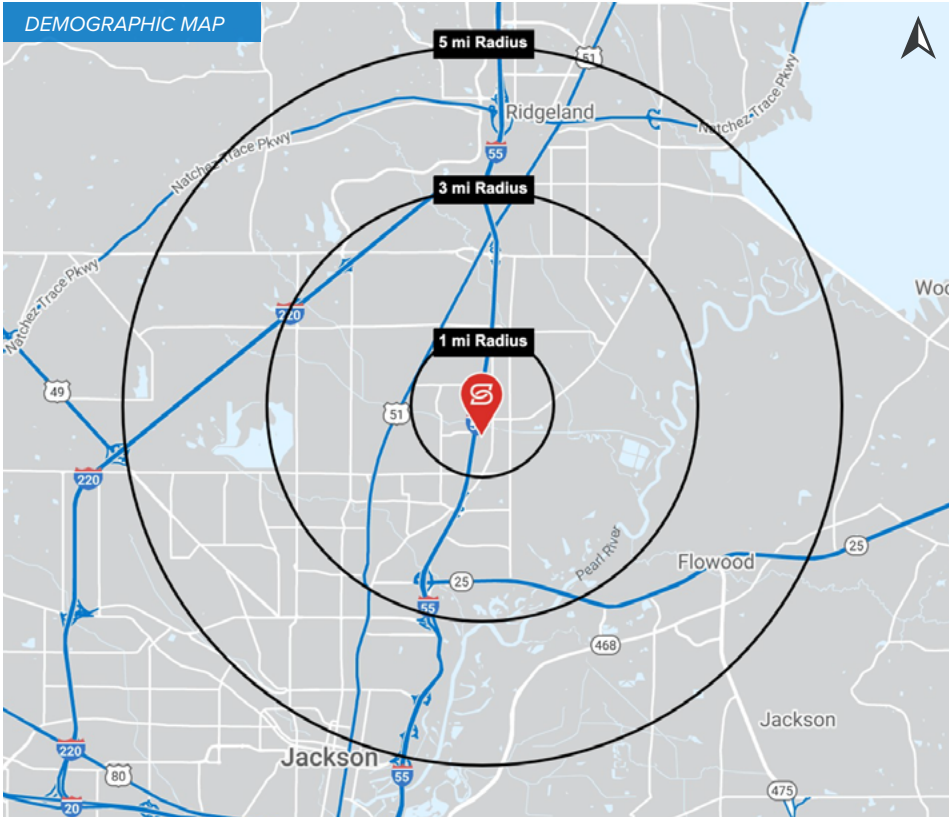 DEMOGRAPHIC MAP
5 mi Radius
51
Ridgeland
Natchez Trace Pkwy
Natchez Trace Pkwy
55
3 mi Radius
Natchez Trace Pkwy
220
Woo
1 mi Radius
49
51
220
Pearl River
25
Flowood
25
55
468
Jackson
Jackson
220
80
55
20
475